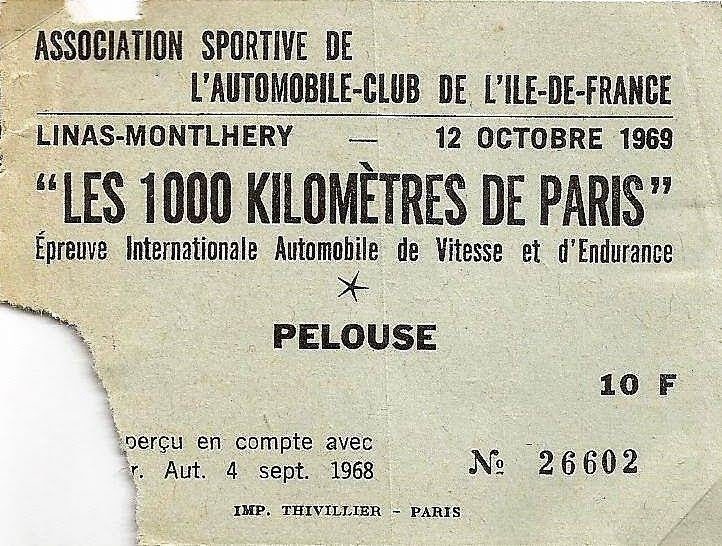 ASSOCIATION SPORTIVE DE
L'AUTOMOBILE-CLUB DE L'ILE-DE-FRANCE
LINAS-MONTLHERY — 12 OCTOBRE 1969
"LES 1000 KILOMÈTRES DE PARIS"
Épreuve Internationale Automobile de Vitesse et d'Endurance
PELOUSE
10 F
perçu en compte avec
r. Aut. 4 sept. 1968
Nº 26602
IMP. THIVILLIER - PARIS